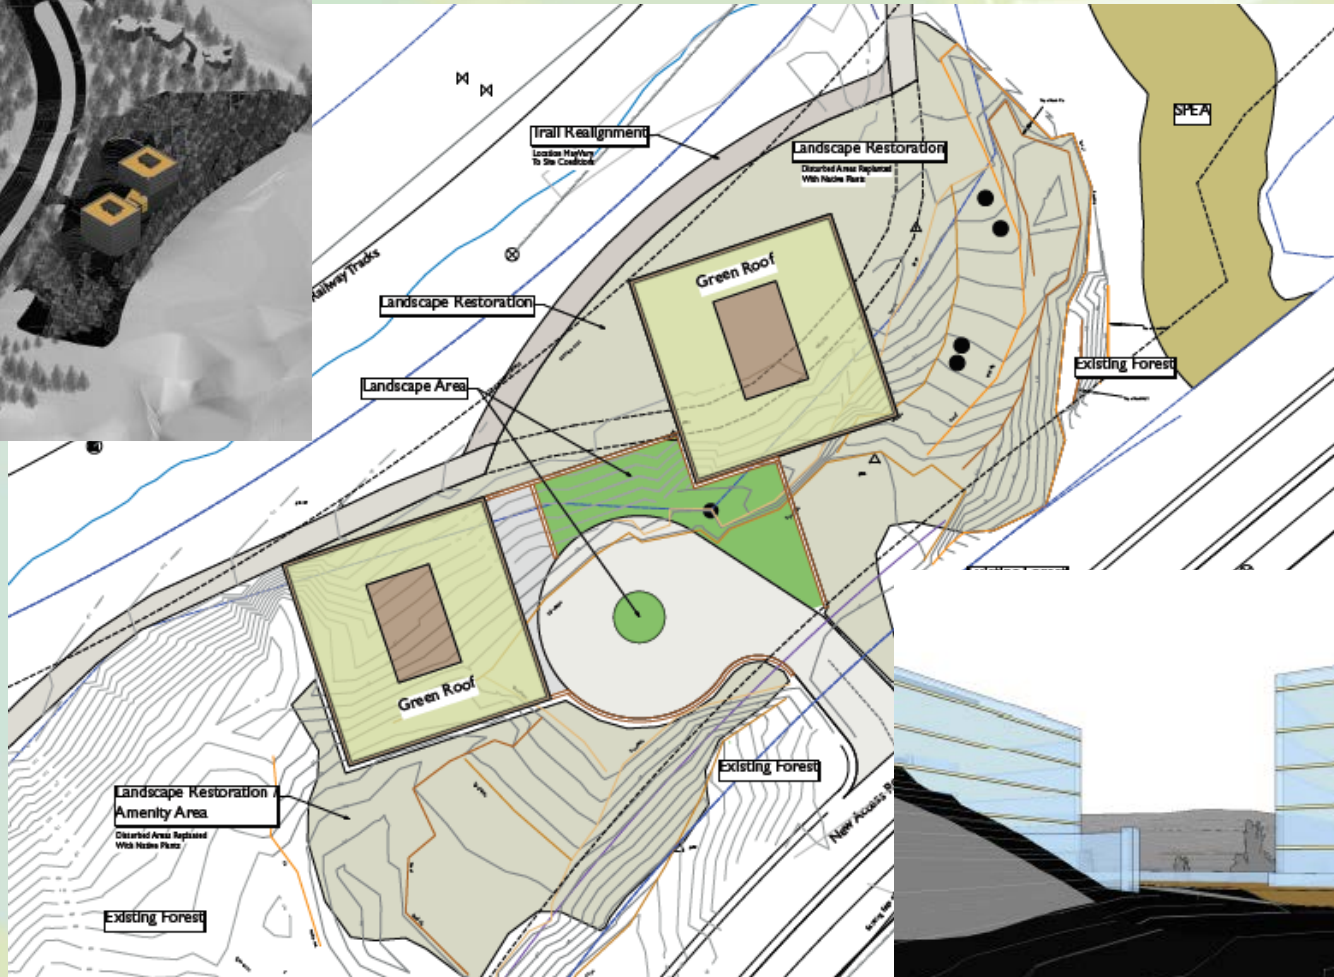 SPEA
Trail Realignment
Location May Vary
To Site Conditions
Landscape Restoration
Disturbed Areas Replanted
With Native Plants
Railway Tracks
Green Roof
Landscape Restoration
Existing Forest
Landscape Area
Green Roof
Existing Forest
Landscape Restoration /
Amenity Area
Disturbed Areas Replanted
With Native Plants
New Access
Existing Forest